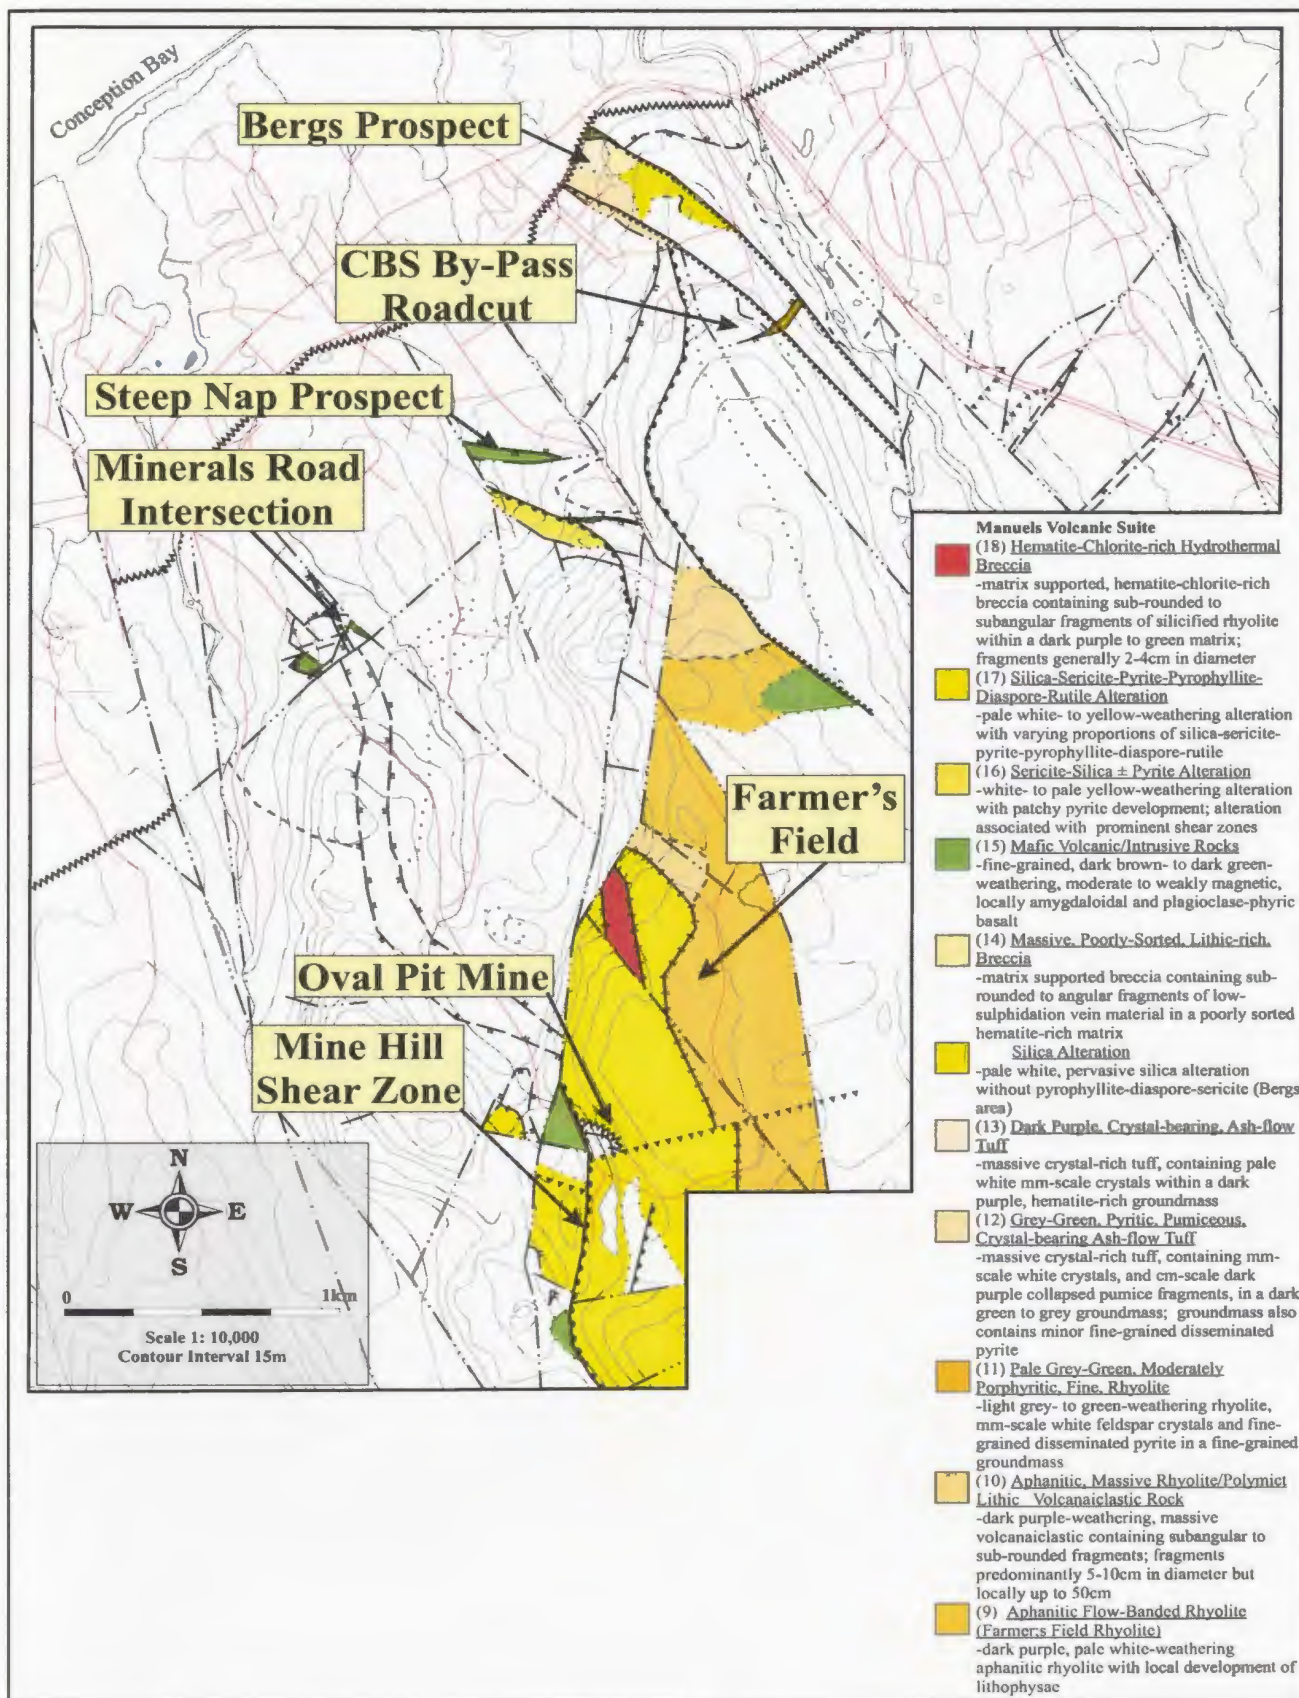 Conception Bay
Bergs Prospect
CBS By-Pass
Roadcut
Steep Nap Prospect
Minerals Road
Intersection
Farmer's
Field
Oval Pit Mine
Mine Hill
Shear Zone
N
W E
S
0 1km
Scale 1: 10,000
Contour Interval 15m
Manuels Volcanic Suite
(18) Hematite-Chlorite-rich Hydrothermal
Breccia
-matrix supported, hematite-chlorite-rich
breccia containing sub-rounded to
subangular fragments of silicified rhyolite
within a dark purple to green matrix;
fragments generally 2-4cm in diameter
(17) Silica-Sericite-Pyrite-Pyrophyllite-
Diaspore-Rutile Alteration
-pale white- to yellow-weathering alteration
with varying proportions of silica-sericite-
pyrite-pyrophyllite-diaspore-rutile
(16) Sericite-Silica ± Pyrite Alteration
-white- to pale yellow-weathering alteration
with patchy pyrite development; alteration
associated with prominent shear zones
(15) Mafic Volcanic/Intrusive Rocks
-fine-grained, dark brown- to dark green-
weathering, moderate to weakly magnetic,
locally amygdaloidal and plagioclase-phyric
basalt
(14) Massive, Poorly-Sorted, Lithic-rich,
Breccia
-matrix supported breccia containing sub-
rounded to angular fragments of low-
sulphidation vein material in a poorly sorted
hematite-rich matrix
Silica Alteration
-pale white, pervasive silica alteration
without pyrophyllite-diaspore-sericite (Bergs
area)
(13) Dark Purple, Crystal-bearing, Ash-flow
Tuff
-massive crystal-rich tuff, containing pale
white mm-scale crystals within a dark
purple, hematite-rich groundmass
(12) Grey-Green, Pyritic, Pumiceous,
Crystal-bearing Ash-flow Tuff
-massive crystal-rich tuff, containing mm-
scale white crystals, and cm-scale dark
purple collapsed pumice fragments, in a dark
green to grey groundmass; groundmass also
contains minor fine-grained disseminated
pyrite
(11) Pale Grey-Green, Moderately
Porphyritic, Fine, Rhyolite
-light grey- to green-weathering rhyolite,
mm-scale white feldspar crystals and fine-
grained disseminated pyrite in a fine-grained
groundmass
(10) Aphanitic, Massive Rhyolite/Polymict
Lithic Volcanaiclastic Rock
-dark purple-weathering, massive
volcanaiclastic containing subangular to
sub-rounded fragments; fragments
predominantly 5-10cm in diameter but
locally up to 50cm
(9) Aphanitic Flow-Banded Rhyolite
(Farmer;s Field Rhyolite)
-dark purple, pale white-weathering
aphanitic rhyolite with local development of
lithophysae